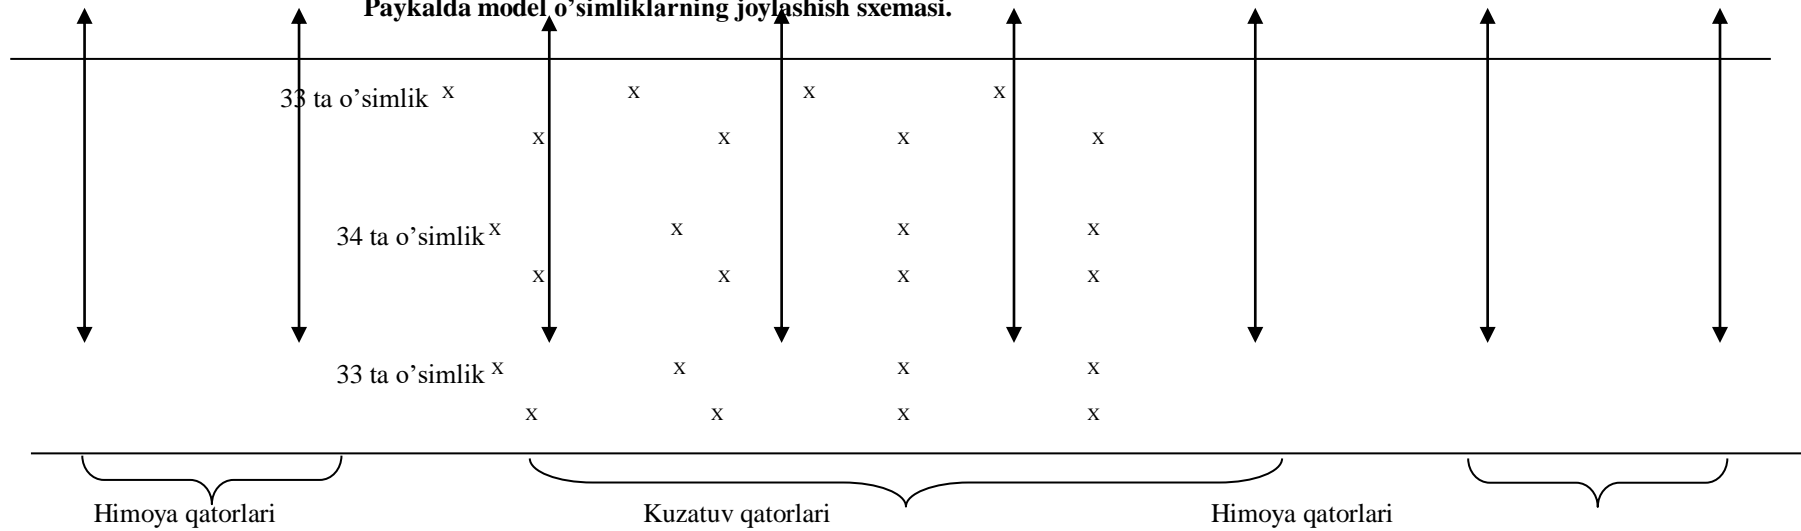 Paykalda model o’simliklarning joylashish sxemasi.
33 ta o’simlik x x x x
x x x x
34 ta o’simlik x x x x
x x x x
33 ta o’simlik x x x x
x x x x
Himoya qatorlari Kuzatuv qatorlari Himoya qatorlari